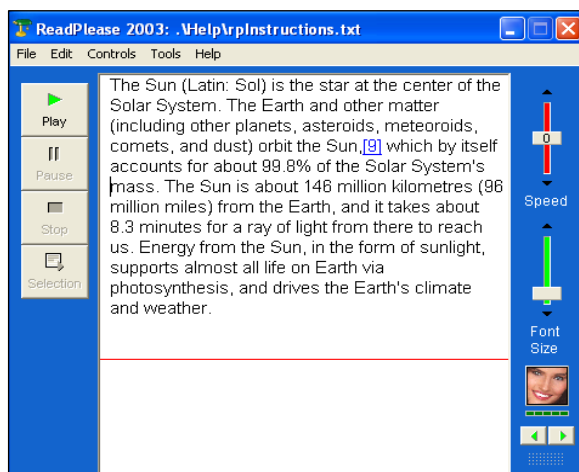 ReadPlease 2003: .\Help\rpInstructions.txt
File Edit Controls Tools Help
Play
Pause
Stop
Selection
The Sun (Latin: Sol) is the star at the center of the
Solar System. The Earth and other matter
(including other planets, asteroids, meteoroids,
comets, and dust) orbit the Sun,[9] which by itself
accounts for about 99.8% of the Solar System's
mass. The Sun is about 146 million kilometres (96
million miles) from the Earth, and it takes about
8.3 minutes for a ray of light from there to reach
us. Energy from the Sun, in the form of sunlight,
supports almost all life on Earth via
photosynthesis, and drives the Earth's climate
and weather.
0
Speed
Font
Size